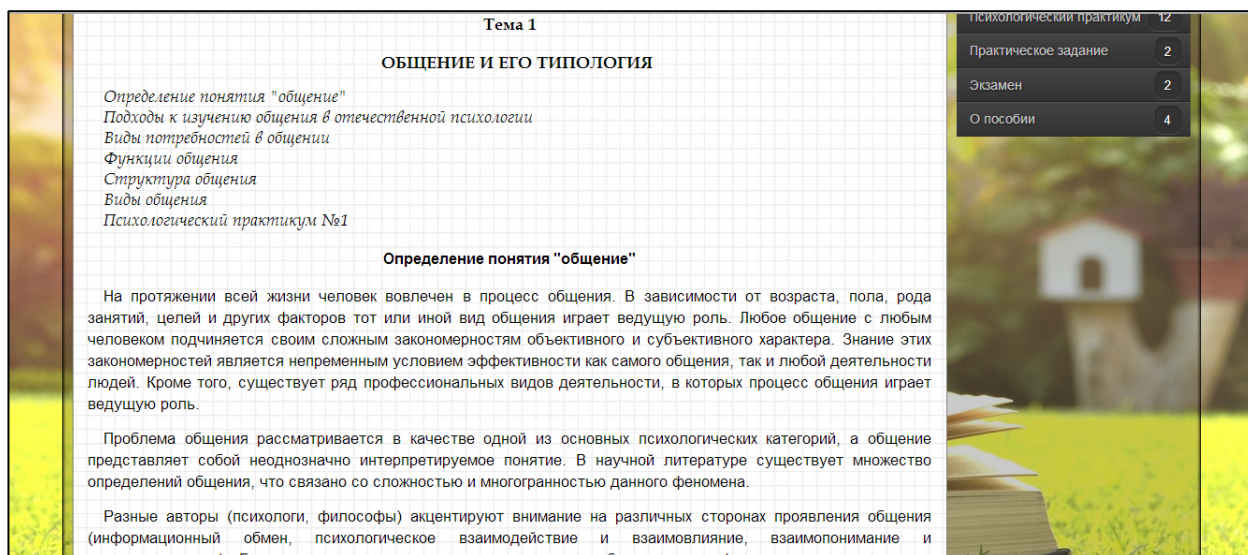 Тема 1
ОБЩЕНИЕ И ЕГО ТИПОЛОГИЯ
Определение понятия "общение"
Подходы к изучению общения в отечественной психологии
Виды потребностей в общении
Функции общения
Структура общения
Виды общения
Психологический практикум №1
Определение понятия "общение"
На протяжении всей жизни человек вовлечен в процесс общения. В зависимости от возраста, пола, рода
занятий, целей и других факторов тот или иной вид общения играет ведущую роль. Любое общение с любым
человеком подчиняется своим сложным закономерностям объективного и субъективного характера. Знание этих
закономерностей является непременным условием эффективности как самого общения, так и любой деятельности
людей. Кроме того, существует ряд профессиональных видов деятельности, в которых процесс общения играет
ведущую роль.
Проблема общения рассматривается в качестве одной из основных психологических категорий, а общение
представляет собой неоднозначно интерпретируемое понятие. В научной литературе существует множество
определений общения, что связано со сложностью и многогранностью данного феномена.
Разные авторы (психологи, философы) акцентируют внимание на различных сторонах проявления общения
(информационный обмен, психологическое взаимодействие и взаимовлияние, взаимопонимание и
Психологический практикум 12
Практическое задание 2
Экзамен 2
О пособии 4